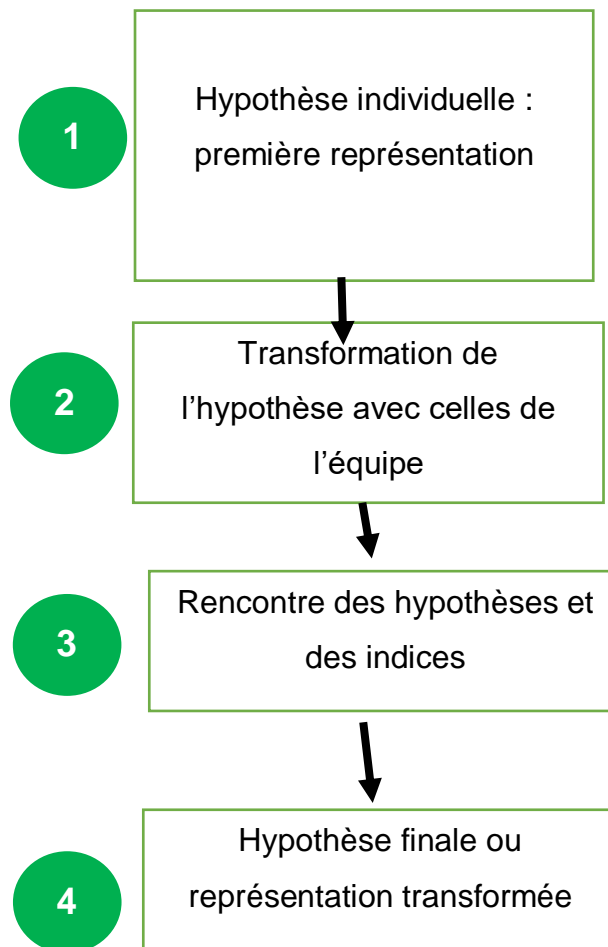 1
Hypothèse individuelle :
première représentation
2
Transformation de
l’hypothèse avec celles de
l’équipe
3
Rencontre des hypothèses et
des indices
4
Hypothèse finale ou
représentation transformée